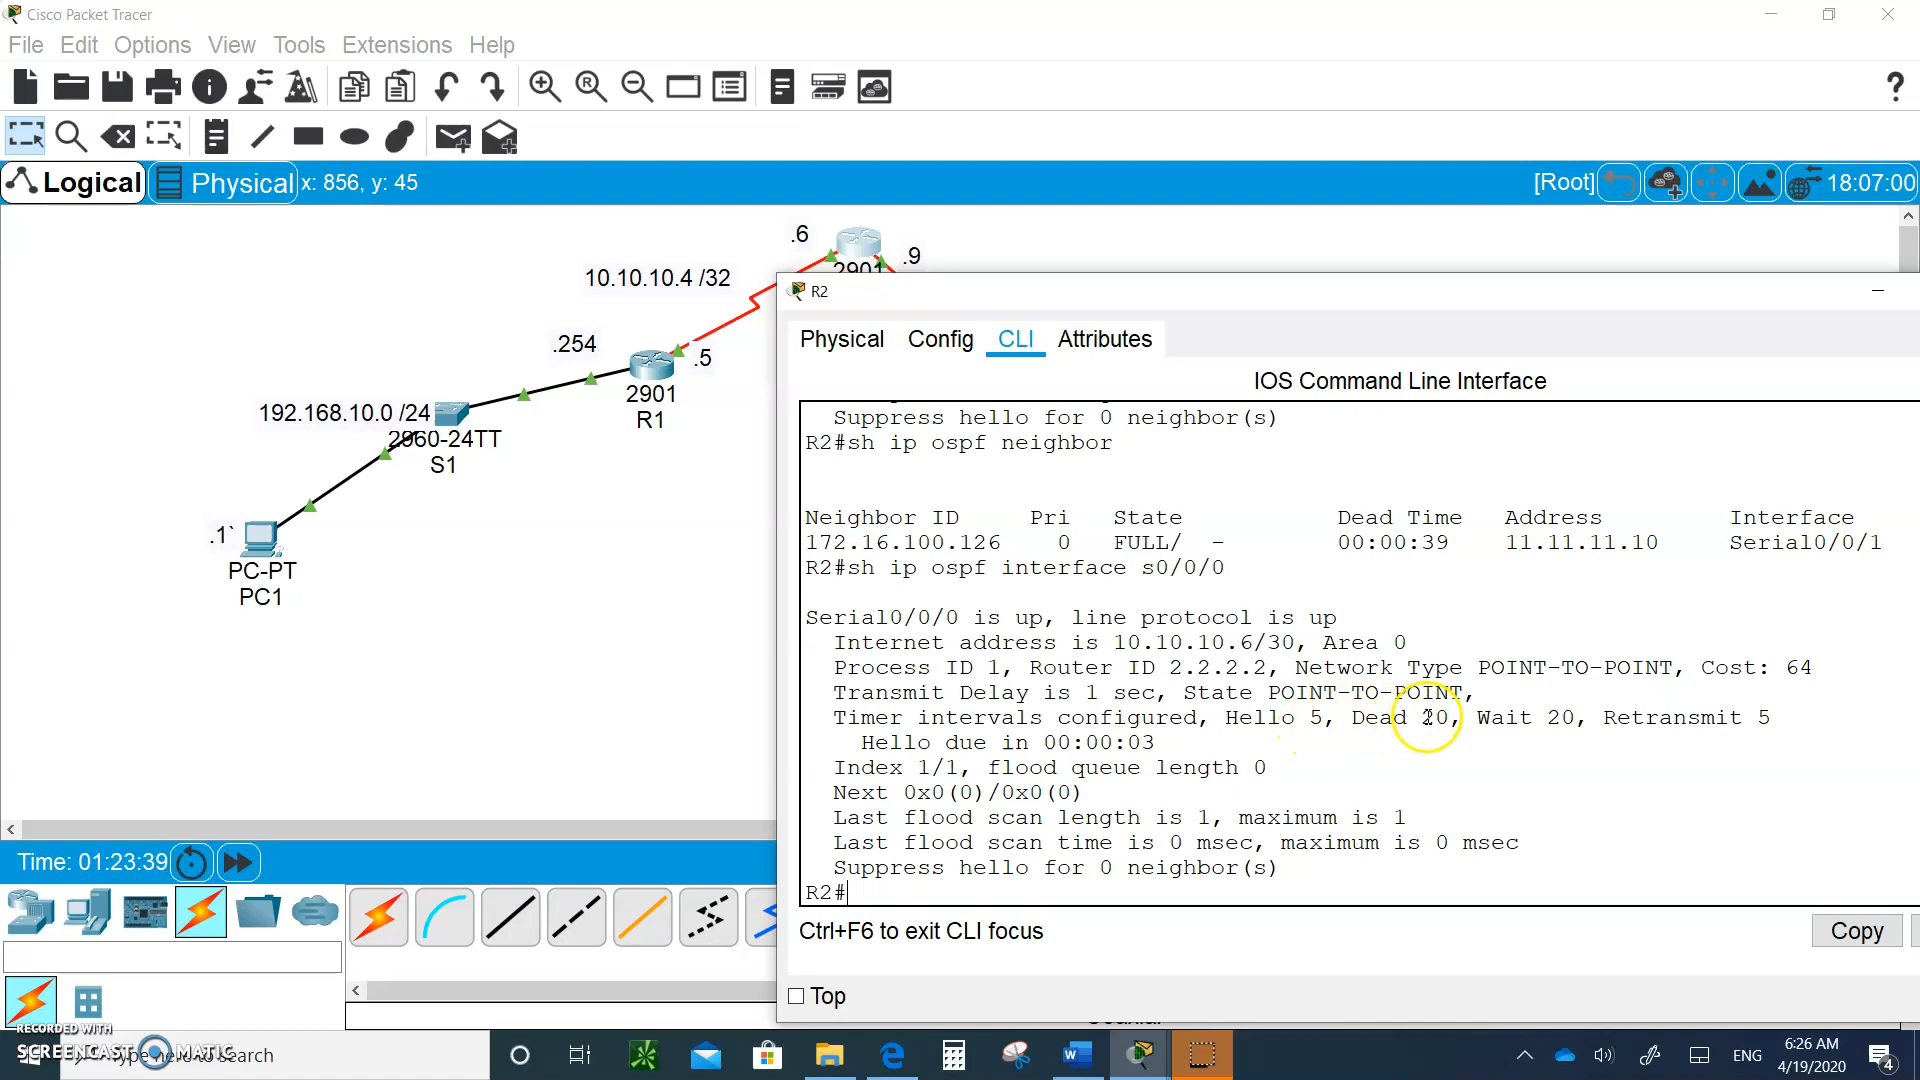 Cisco Packet Tracer
File Edit Options View Tools Extensions Help
?
Logical Physical x: 856, y: 45 [Root] 18:07:00
.6
2901
.9
10.10.10.4 /32
.254
.5
2901
R1
192.168.10.0 /24
2960-24TT
S1
.1`
PC-PT
PC1
R2
Physical Config CLI Attributes
IOS Command Line Interface
Suppress hello for 0 neighbor(s)
R2#sh ip ospf neighbor
Neighbor ID Pri State Dead Time Address Interface
172.16.100.126 0 FULL/ - 00:00:39 11.11.11.10 Serial0/0/1
R2#sh ip ospf interface s0/0/0
Serial0/0/0 is up, line protocol is up
Internet address is 10.10.10.6/30, Area 0
Process ID 1, Router ID 2.2.2.2, Network Type POINT-TO-POINT, Cost: 64
Transmit Delay is 1 sec, State POINT-TO-POINT,
Timer intervals configured, Hello 5, Dead 20, Wait 20, Retransmit 5
Hello due in 00:00:03
Index 1/1, flood queue length 0
Next 0x0(0)/0x0(0)
Last flood scan length is 1, maximum is 1
Last flood scan time is 0 msec, maximum is 0 msec
Suppress hello for 0 neighbor(s)
R2#
Ctrl+F6 to exit CLI focus
Copy
Top
Time: 01:23:39
RECORDED WITH
SCREENCAST MATIC
Type here to search
ENG
6:26 AM
4/19/2020
4